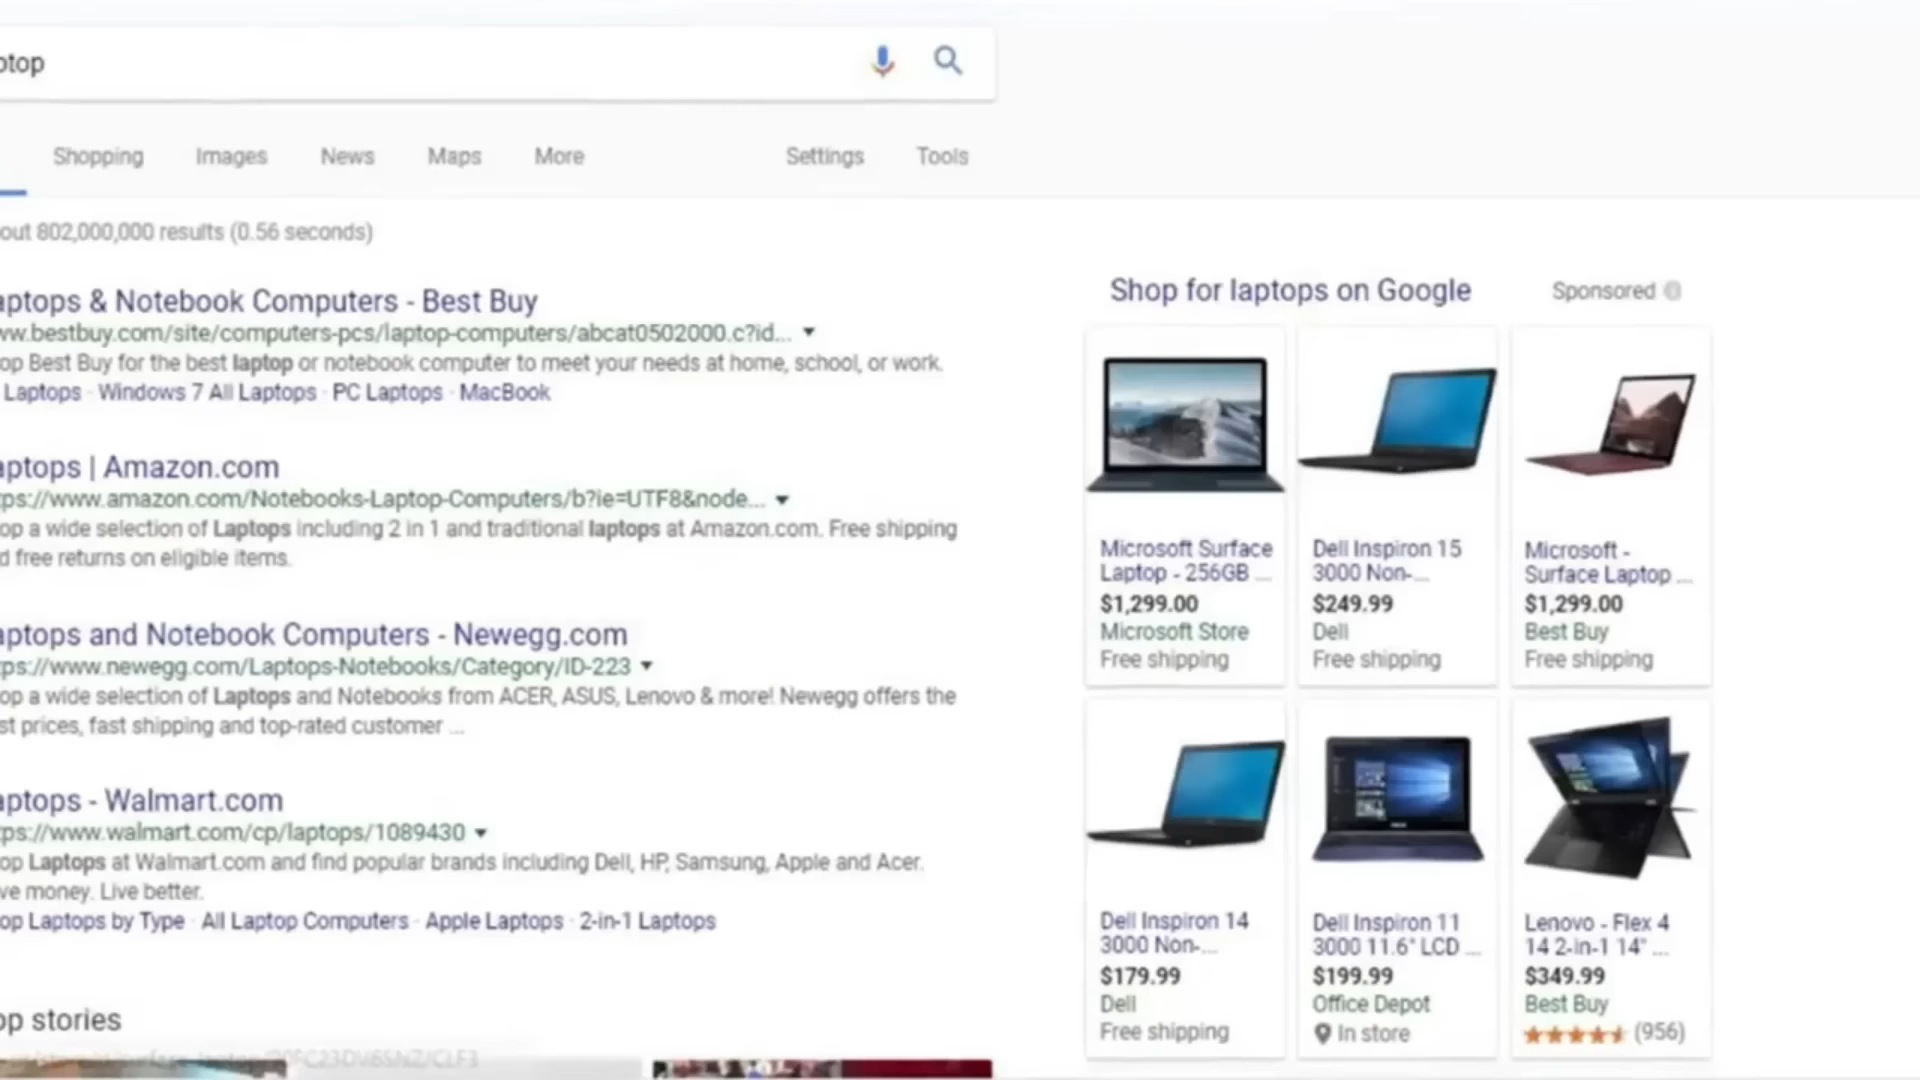 otop
Shopping Images News Maps More Settings Tools
out 802,000,000 results (0.56 seconds)
aptops & Notebook Computers - Best Buy
ww.bestbuy.com/site/computers-pcs/laptop-computers/abcat0502000.c?id...
op Best Buy for the best laptop or notebook computer to meet your needs at home, school, or work.
Laptops · Windows 7 All Laptops · PC Laptops · MacBook
aptops | Amazon.com
ps://www.amazon.com/Notebooks-Laptop-Computers/b?ie=UTF8&node...
op a wide selection of Laptops including 2 in 1 and traditional laptops at Amazon.com. Free shipping
d free returns on eligible items.
aptops and Notebook Computers - Newegg.com
ps://www.newegg.com/Laptops-Notebooks/Category/ID-223
op a wide selection of Laptops and Notebooks from ACER, ASUS, Lenovo & more! Newegg offers the
st prices, fast shipping and top-rated customer ...
aptops - Walmart.com
ps://www.walmart.com/cp/laptops/1089430
op Laptops at Walmart.com and find popular brands including Dell, HP, Samsung, Apple and Acer.
ve money. Live better.
op Laptops by Type · All Laptop Computers · Apple Laptops · 2-in-1 Laptops
op stories
Shop for laptops on Google Sponsored
Microsoft Surface
Laptop - 256GB ...
$1,299.00
Microsoft Store
Free shipping
Dell Inspiron 15
3000 Non-...
$249.99
Dell
Free shipping
Microsoft -
Surface Laptop ...
$1,299.00
Best Buy
Free shipping
Dell Inspiron 14
3000 Non-...
$179.99
Dell
Free shipping
Dell Inspiron 11
3000 11.6" LCD ...
$199.99
Office Depot
In store
Lenovo - Flex 4
14 2-in-1 14" ...
$349.99
Best Buy
(956)